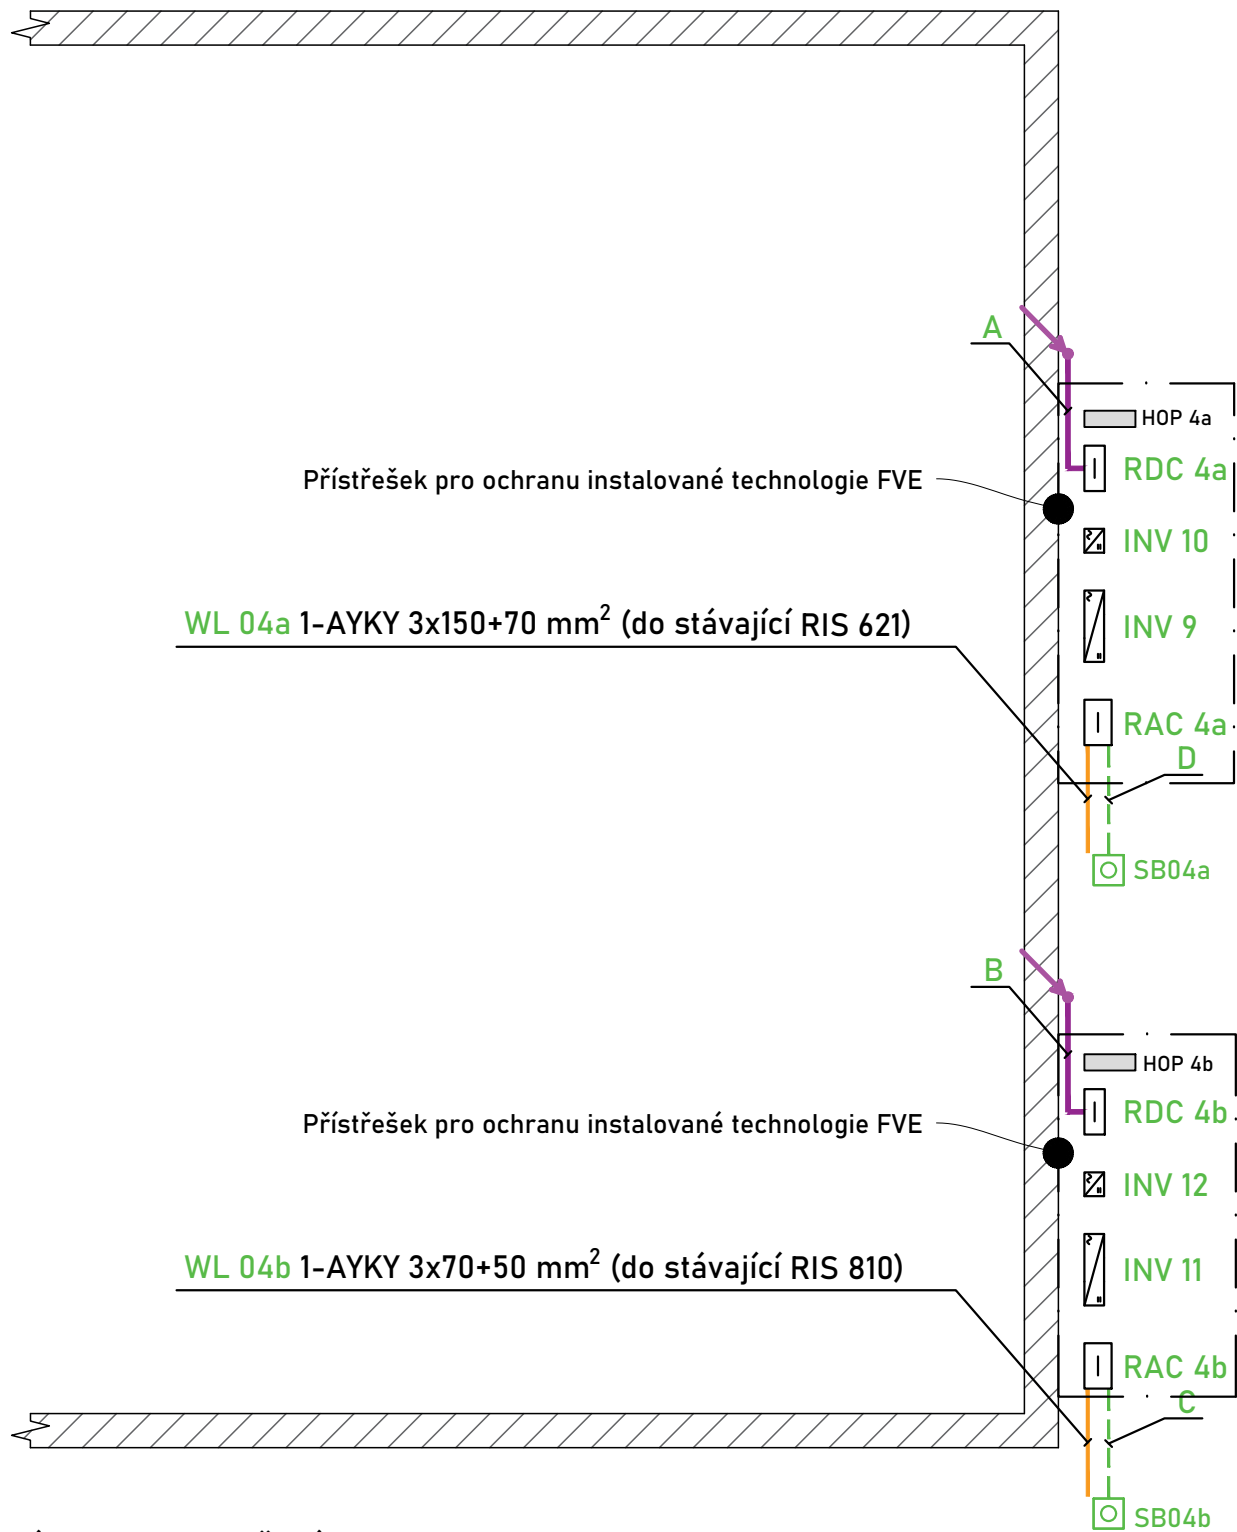 A
HOP 4a
RDC 4a
Přístřešek pro ochranu instalované technologie FVE
INV 10
WL 04a 1-AYKY 3x150+70 mm² (do stávající RIS 621)
INV 9
RAC 4a
D
SB04a
B
HOP 4b
RDC 4b
Přístřešek pro ochranu instalované technologie FVE
INV 12
WL 04b 1-AYKY 3x70+50 mm² (do stávající RIS 810)
INV 11
RAC 4b
C
SB04b